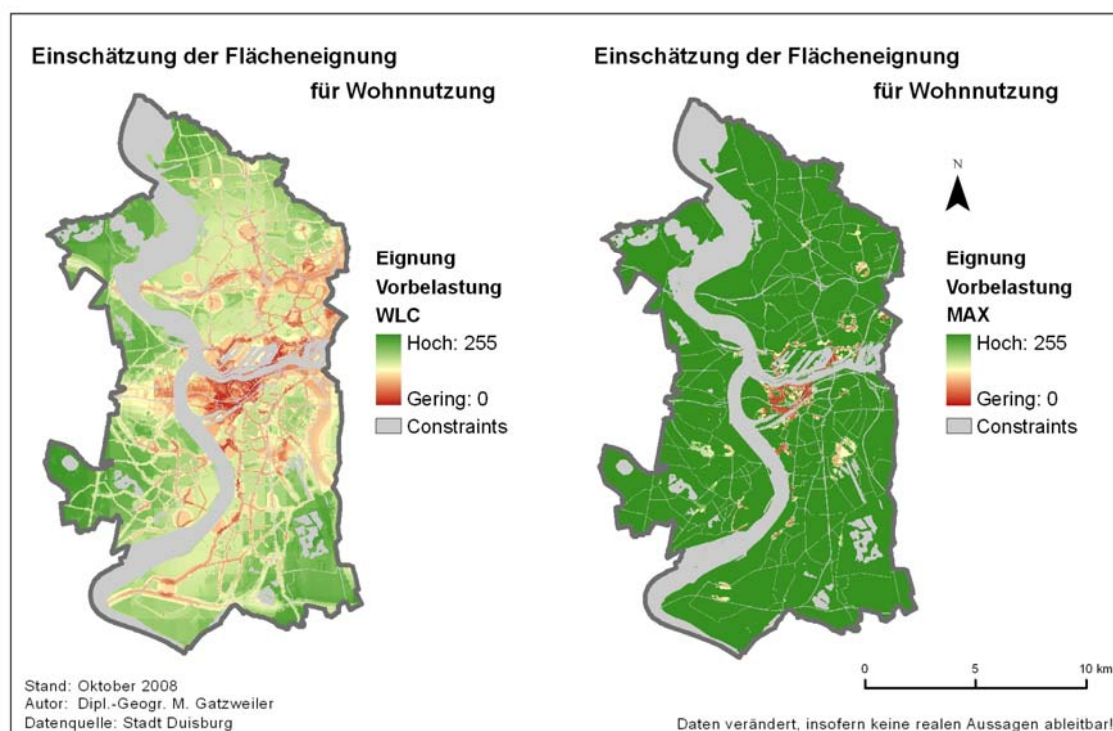 Einschätzung der Flächeneignung
für Wohnnutzung
Eignung
Vorbelastung
WLC
Hoch: 255
Gering: 0
Constraints
Einschätzung der Flächeneignung
für Wohnnutzung
N
Eignung
Vorbelastung
MAX
Hoch: 255
Gering: 0
Constraints
0 5 10 km
Stand: Oktober 2008
Autor: Dipl.-Geogr. M. Gatzweiler
Datenquelle: Stadt Duisburg
Daten verändert, insofern keine realen Aussagen ableitbar!